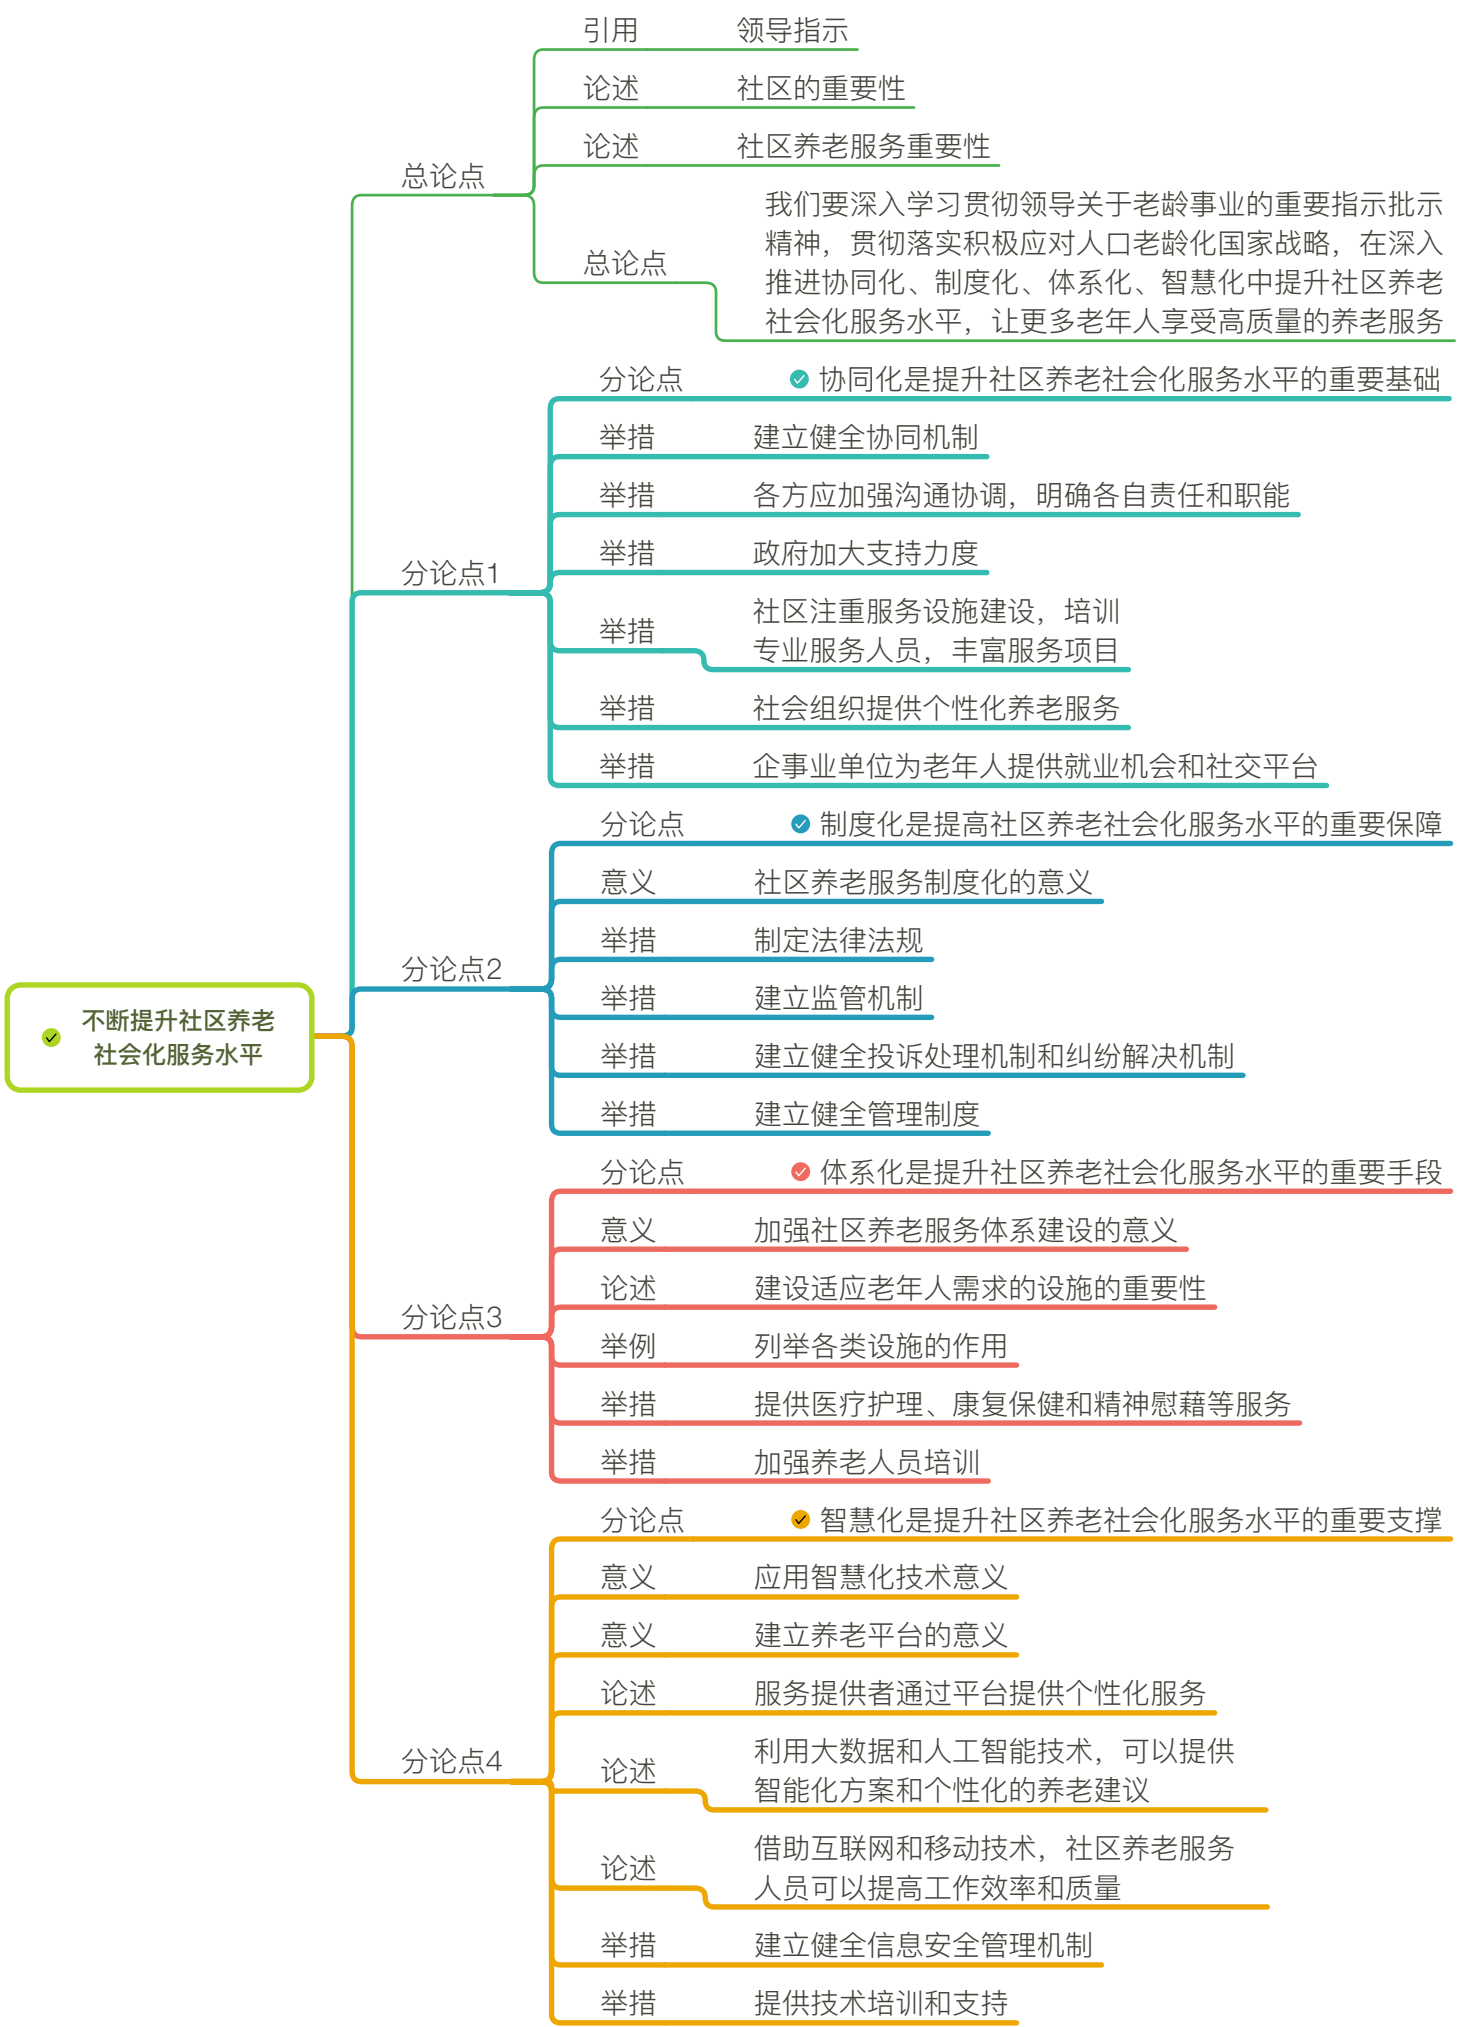 不断提升社区养老
社会化服务水平
总论点
引用 领导指示
论述 社区的重要性
论述 社区养老服务重要性
总论点
我们要深入学习贯彻领导关于老龄事业的重要指示批示
精神，贯彻落实积极应对人口老龄化国家战略，在深入
推进协同化、制度化、体系化、智慧化中提升社区养老
社会化服务水平，让更多老年人享受高质量的养老服务
分论点1
分论点 协同化是提升社区养老社会化服务水平的重要基础
举措 建立健全协同机制
举措 各方应加强沟通协调，明确各自责任和职能
举措 政府加大支持力度
举措
社区注重服务设施建设，培训
专业服务人员，丰富服务项目
举措 社会组织提供个性化养老服务
举措 企事业单位为老年人提供就业机会和社交平台
分论点2
分论点 制度化是提高社区养老社会化服务水平的重要保障
意义 社区养老服务制度化的意义
举措 制定法律法规
举措 建立监管机制
举措 建立健全投诉处理机制和纠纷解决机制
举措 建立健全管理制度
分论点3
分论点 体系化是提升社区养老社会化服务水平的重要手段
意义 加强社区养老服务体系建设的意义
论述 建设适应老年人需求的设施的重要性
举例 列举各类设施的作用
举措 提供医疗护理、康复保健和精神慰藉等服务
举措 加强养老人员培训
分论点4
分论点 智慧化是提升社区养老社会化服务水平的重要支撑
意义 应用智慧化技术意义
意义 建立养老平台的意义
论述 服务提供者通过平台提供个性化服务
论述
利用大数据和人工智能技术，可以提供
智能化方案和个性化的养老建议
论述
借助互联网和移动技术，社区养老服务
人员可以提高工作效率和质量
举措 建立健全信息安全管理机制
举措 提供技术培训和支持